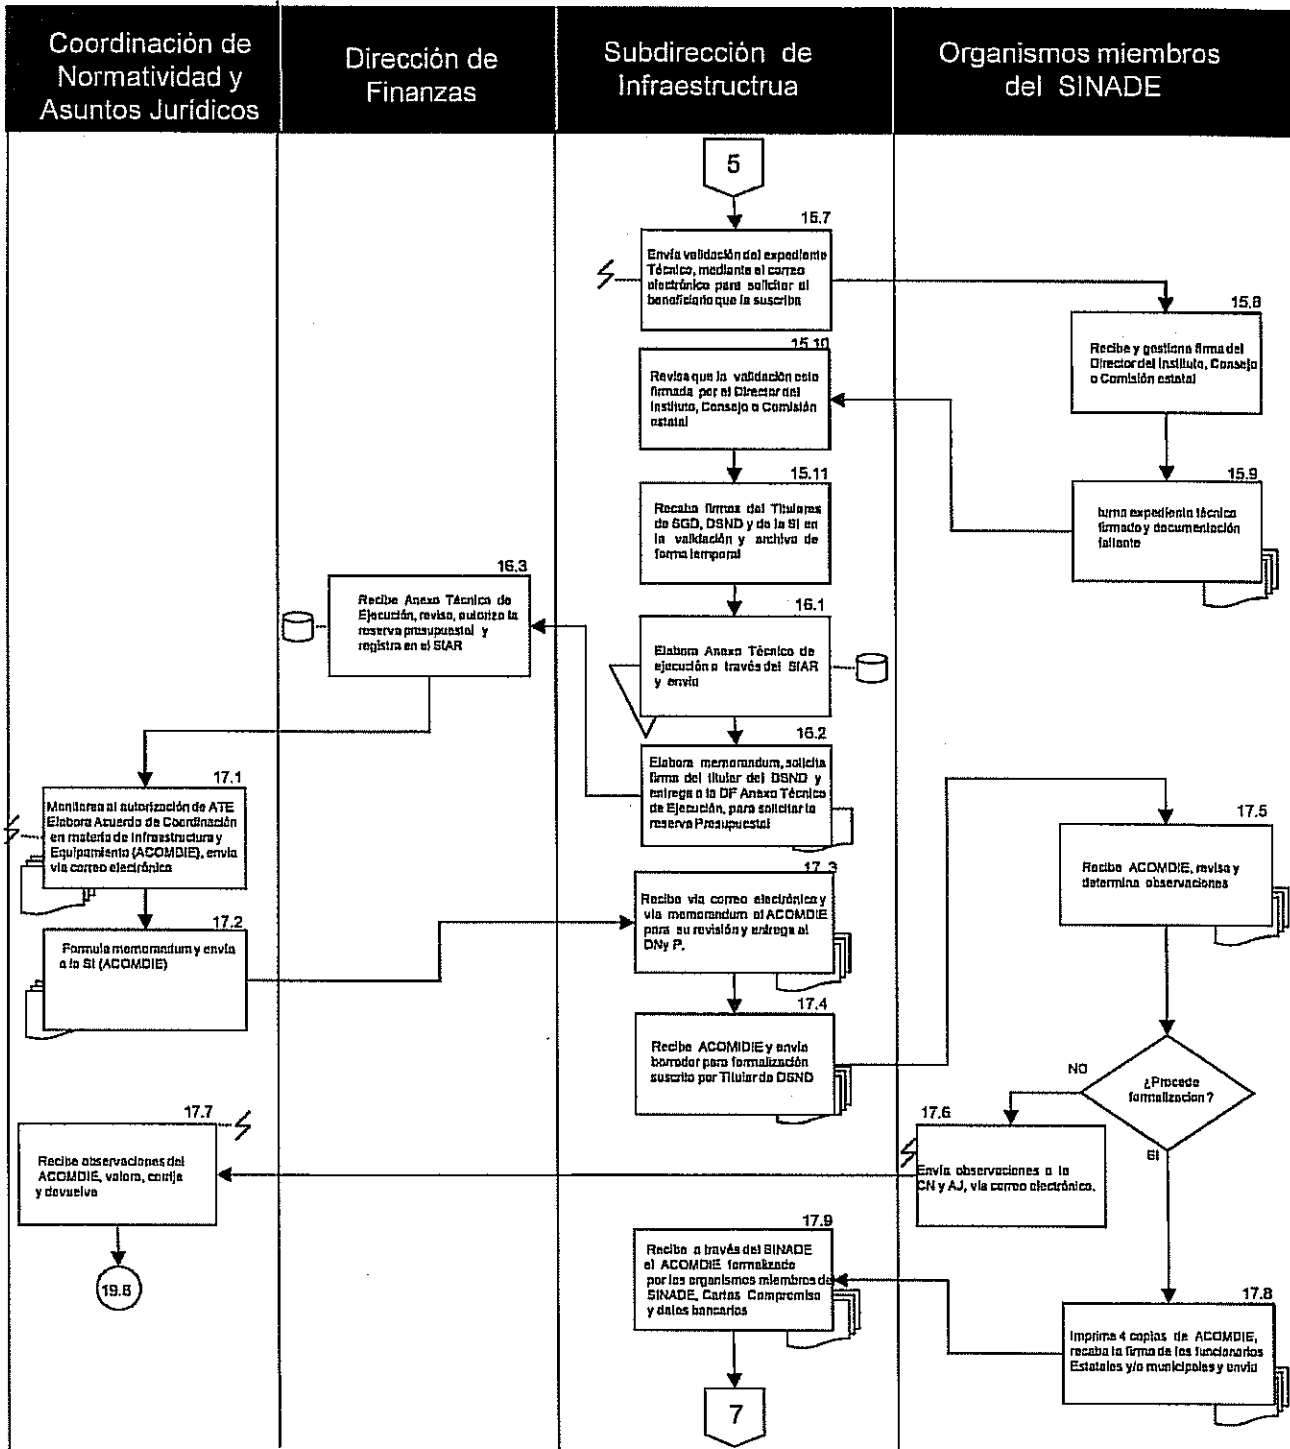 Coordinación de
Normatividad y
Asuntos Jurídicos
Dirección de
Finanzas
Subdirección de
Infraestructrua
Organismos miembros
del SINADE
5
15.7
Envía validación del expediente
Técnico, mediante el correo
electrónico para solicitar al
beneficiario que la suscriba
15.8
Recibe y gestiona firma del
Director del Instituto, Consejo
o Comisión estatal
15.10
Revisa que la validación este
firmada por el Director del
Instituto, Consejo o Comisión
estatal
15.9
turna expediente técnico
firmado y documentación
faltante
15.11
Recaba firmas del Titulares
de SGD, DSND y de la SI en
la validación y archiva de
forma temporal
16.3
Recibe Anexo Técnico de
Ejecución, revisa, autoriza la
reserva presupuestal y
registra en el SIAR
16.1
Elabora Anexo Técnico de
ejecución a través del SIAR
y envía
16.2
Elabora memorandum, solicita
firma del titular del DSND y
entrega a la DF Anexo Técnico
de Ejecución, para solicitar la
reserva Presupuestal
17.1
Monitorea al autorización de ATE
Elabora Acuerdo de Coordinación
en materia de Infraestructura y
Equipamiento (ACOMDIE), envia
via correo electrónico
17.5
Recibe ACOMDIE, revisa y
determina observaciones
17.3
Recibe via correo electrónico y
via memorandum el ACOMDIE
para su revisión y entrega al
DNy P.
17.2
Formula memorandum y envía
a la SI (ACOMDIE)
17.4
Recibe ACOMIDIE y envía
borrador para formalización
suscrito por Titular de DSND
NO
¿Procede
formalizacion?
SI
17.7
Recibe observaciones del
ACOMDIE, valora, corrije
y devuelve
17.6
Envía observaciones a la
CN y AJ, vía correo electrónico.
19.8
17.9
Recibe a través del SINADE
el ACOMDIE formalizado
por los organismos miembros de
SINADE, Cartas Compromiso
y datos bancarios
17.8
Imprime 4 copias de ACOMDIE,
recaba la firma de los funcionarios
Estatales y/o municipales y envía
7